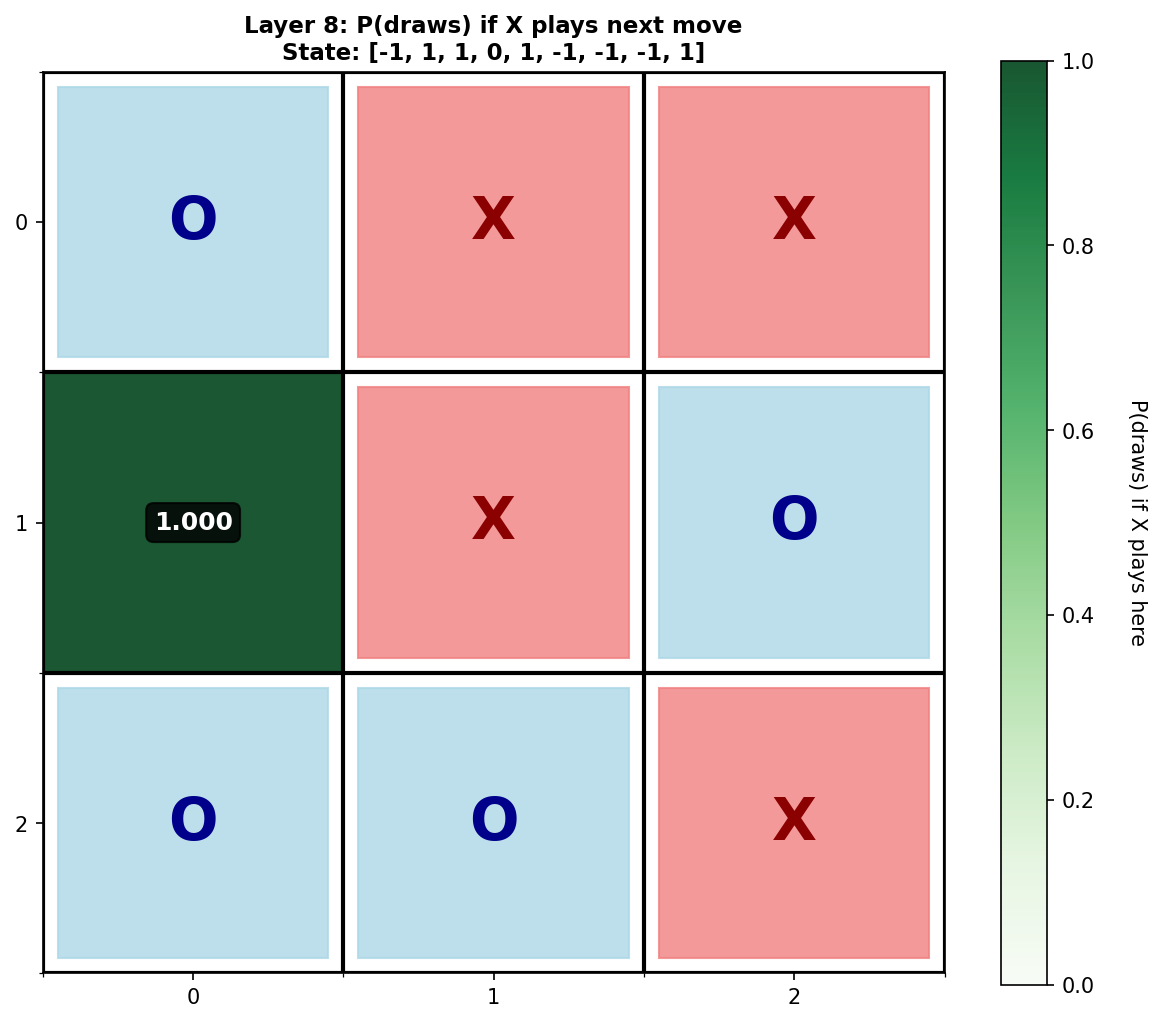 Layer 8: P(draws) if X plays next move
State: [-1, 1, 1, 0, 1, -1, -1, -1, 1]
O
X
X
1.000
X
O
O
O
X
0
1
2
0
1
2
1.0
0.8
0.6
0.4
0.2
0.0
P(draws) if X plays here